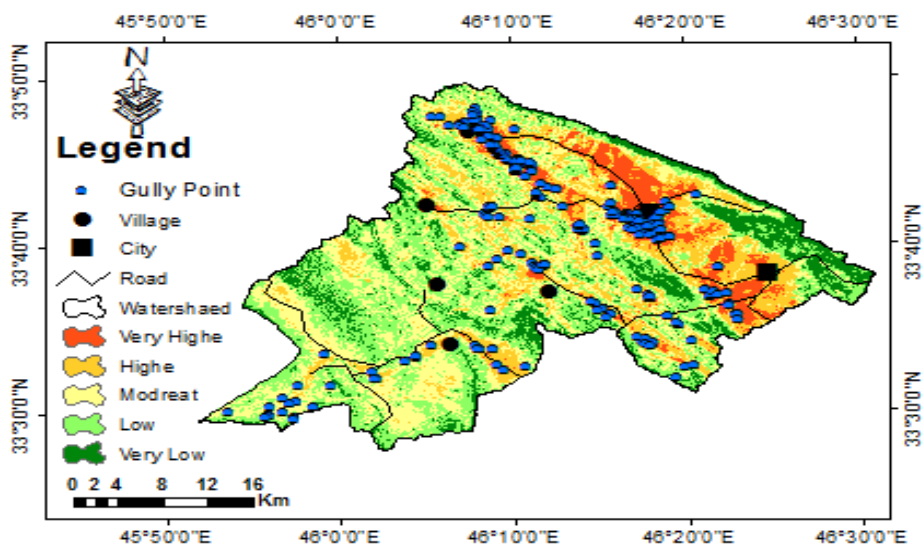 45°50'0"E 46°0'0"E 46°10'0"E 46°20'0"E 46°30'0"E
33°50'0"N
33°40'0"N
33°30'0"N
N
Legend
Gully Point
Village
City
Road
Watershaed
Very Highe
Highe
Modreat
Low
Very Low
0 2 4 8 12 16
Km
33°50'0"N
33°40'0"N
33°30'0"N
45°50'0"E 46°0'0"E 46°10'0"E 46°20'0"E 46°30'0"E